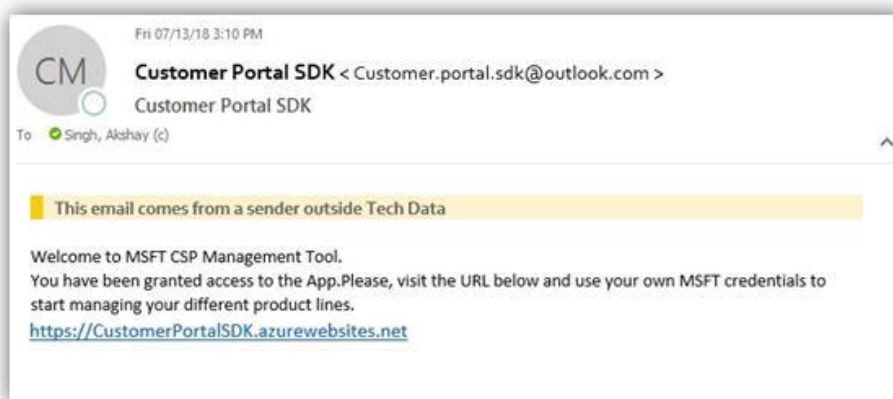 Fri 07/13/18 3:10 PM
CM
Customer Portal SDK < Customer.portal.sdk@outlook.com >
Customer Portal SDK
To Singh, Akshay (c)
This email comes from a sender outside Tech Data
Welcome to MSFT CSP Management Tool.
You have been granted access to the App.Please, visit the URL below and use your own MSFT credentials to
start managing your different product lines.
https://CustomerPortalSDK.azurewebsites.net